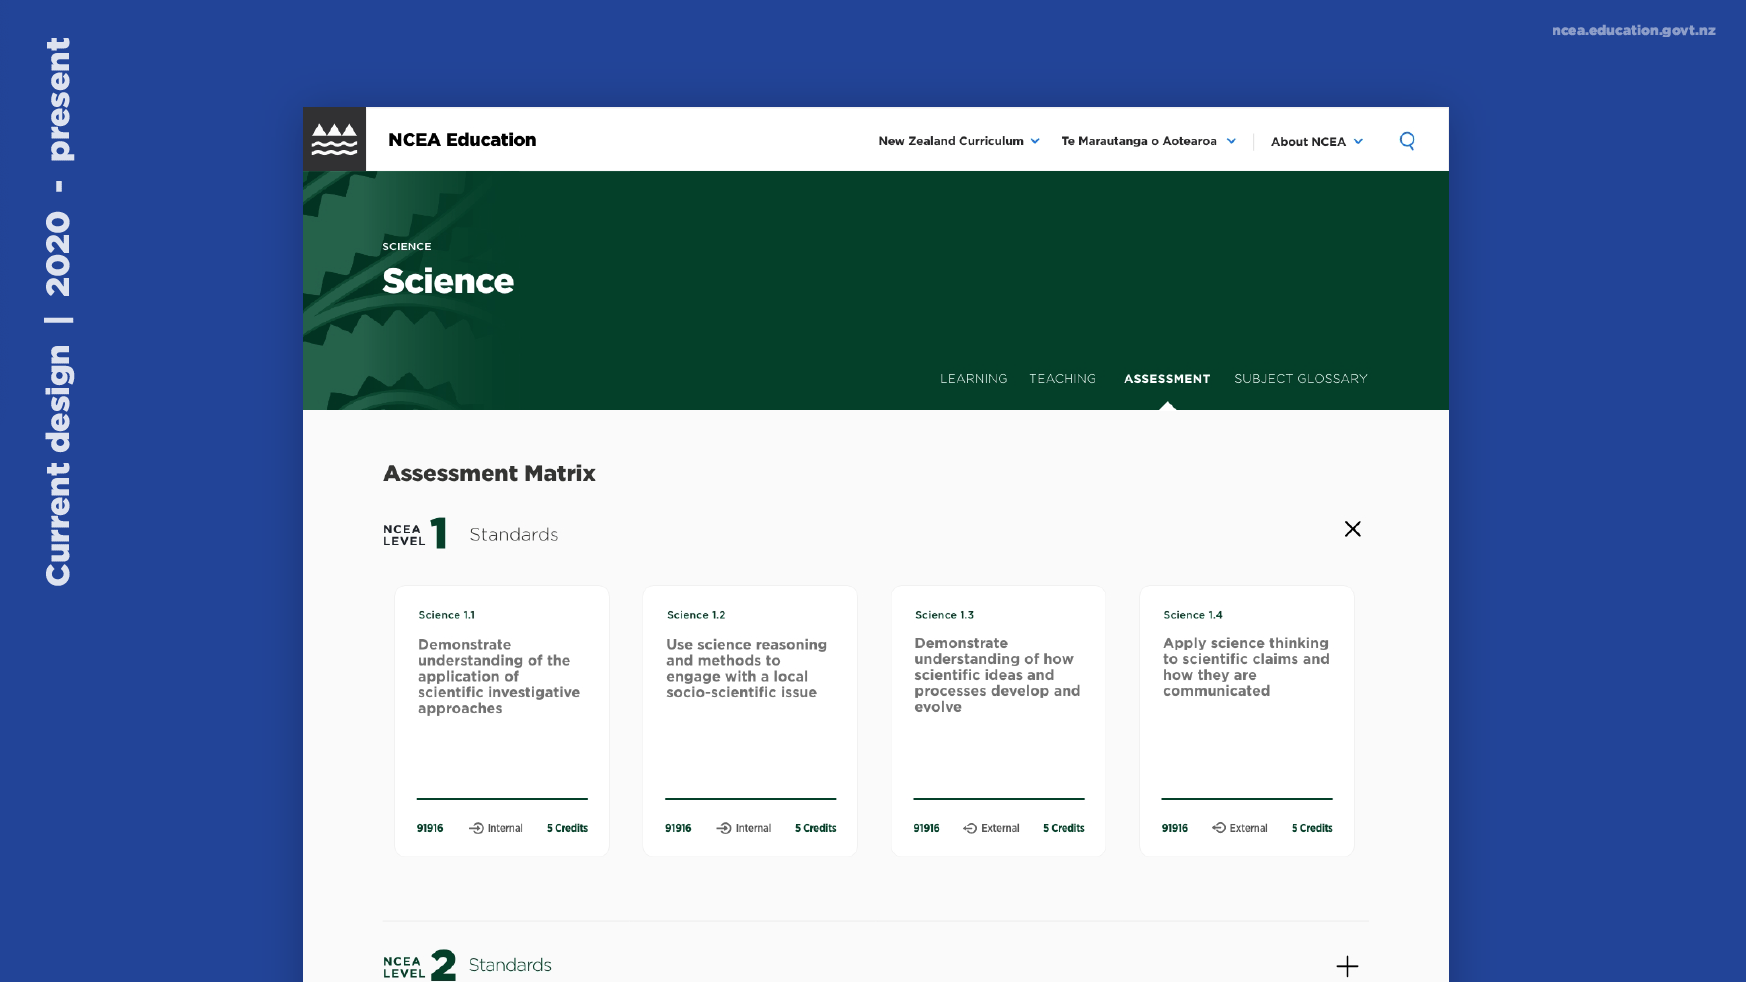 Current design | 2020 - present
ncea.education.govt.nz
NCEA Education
New Zealand Curriculum
Te Marautanga o Aotearoa
About NCEA
SCIENCE
Science
LEARNING
TEACHING
ASSESSMENT
SUBJECT GLOSSARY
Assessment Matrix
NCEA
LEVEL 1
Standards
Science 1.1
Demonstrate
understanding of the
application of
scientific investigative
approaches
91916
Internal
5 Credits
Science 1.2
Use science reasoning
and methods to
engage with a local
socio-scientific issue
91916
Internal
5 Credits
Science 1.3
Demonstrate
understanding of how
scientific ideas and
processes develop and
evolve
91916
External
5 Credits
Science 1.4
Apply science thinking
to scientific claims and
how they are
communicated
91916
External
5 Credits
NCEA
LEVEL 2
Standards